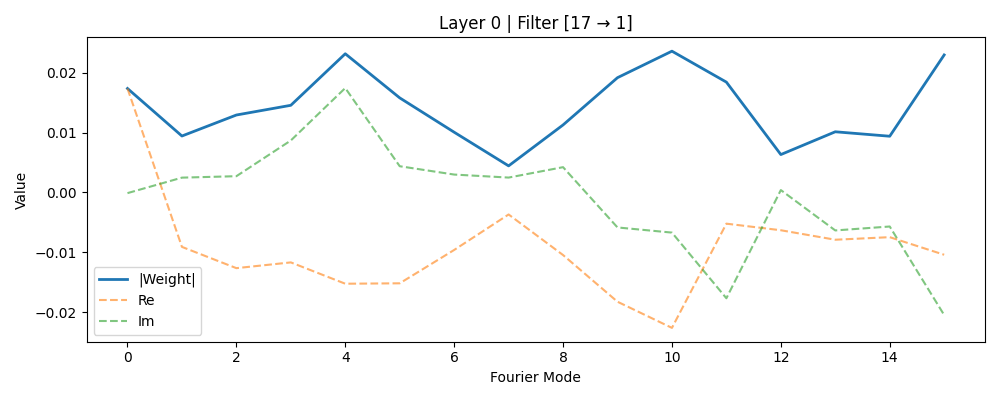 Layer 0 | Filter [17 → 1]
Value
0.02
0.01
0.00
−0.01
−0.02
|Weight|
Re
Im
0 2 4 6 8 10 12 14
Fourier Mode